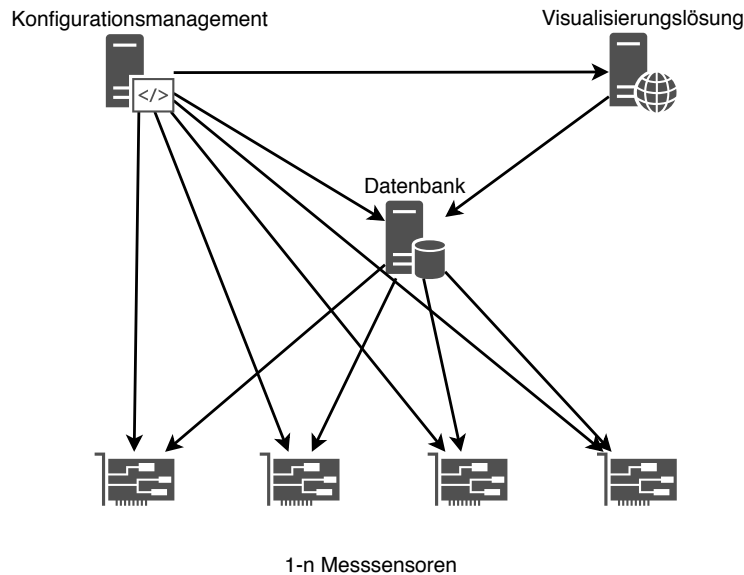 Konfigurationsmanagement
Visualisierungslösung
</>
Datenbank
1-n Messsensoren